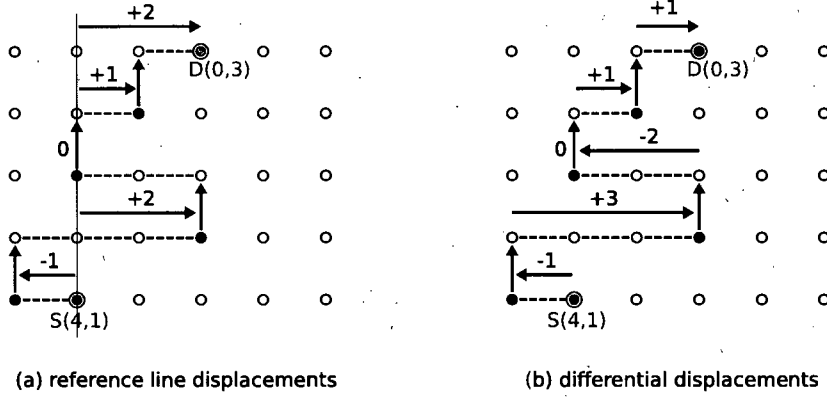 +2
D(0,3)
+1
0
+2
-1
S(4,1)
(a) reference line displacements
+1
D(0,3)
+1
0
-2
+3
-1
S(4,1)
(b) differential displacements